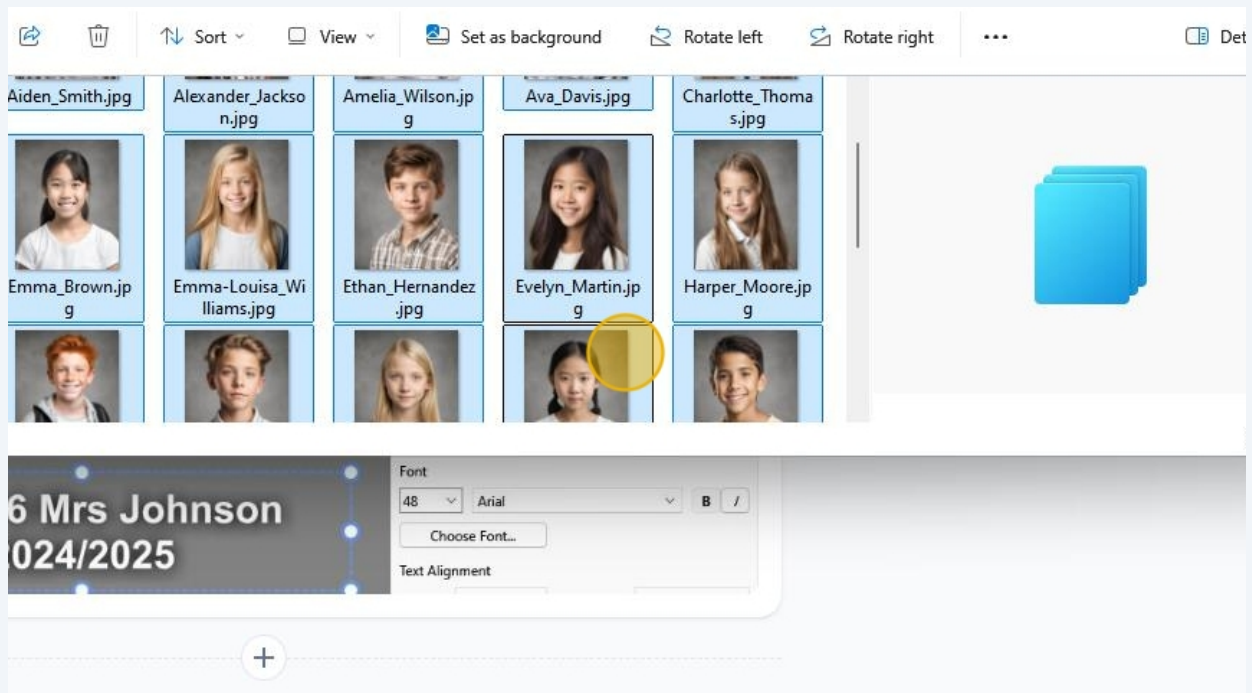 Sort
View
Set as background
Rotate left
Rotate right
...
Det
Aiden_Smith.jpg
Alexander_Jackso
n.jpg
Amelia_Wilson.jp
g
Ava_Davis.jpg
Charlotte_Thoma
s.jpg
Emma_Brown.jp
g
Emma-Louisa_Wi
lliams.jpg
Ethan_Hernandez
.jpg
Evelyn_Martin.jp
g
Harper_Moore.jp
g
6 Mrs Johnson
024/2025
Font
48
Arial
B
I
Choose Font...
Text Alignment